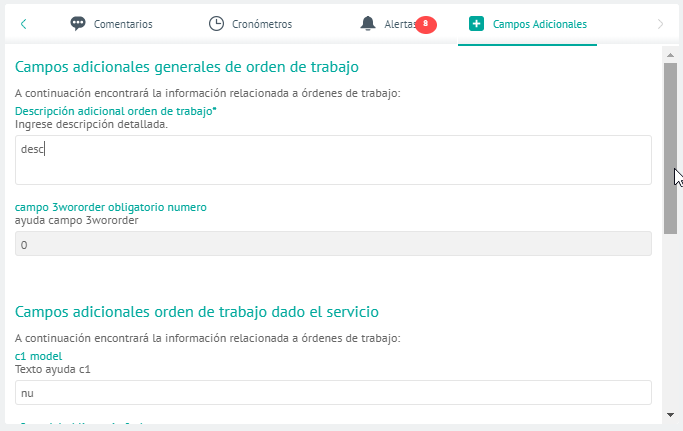 Comentarios
Cronómetros
Alertas 8
Campos Adicionales
Campos adicionales generales de orden de trabajo
A continuación encontrará la información relacionada a órdenes de trabajo:
Descripción adicional orden de trabajo*
Ingrese descripción detallada.
desc
campo 3wororder obligatorio numero
ayuda campo 3wororder
0
Campos adicionales orden de trabajo dado el servicio
A continuación encontrará la información relacionada a órdenes de trabajo:
c1 model
Texto ayuda c1
nu